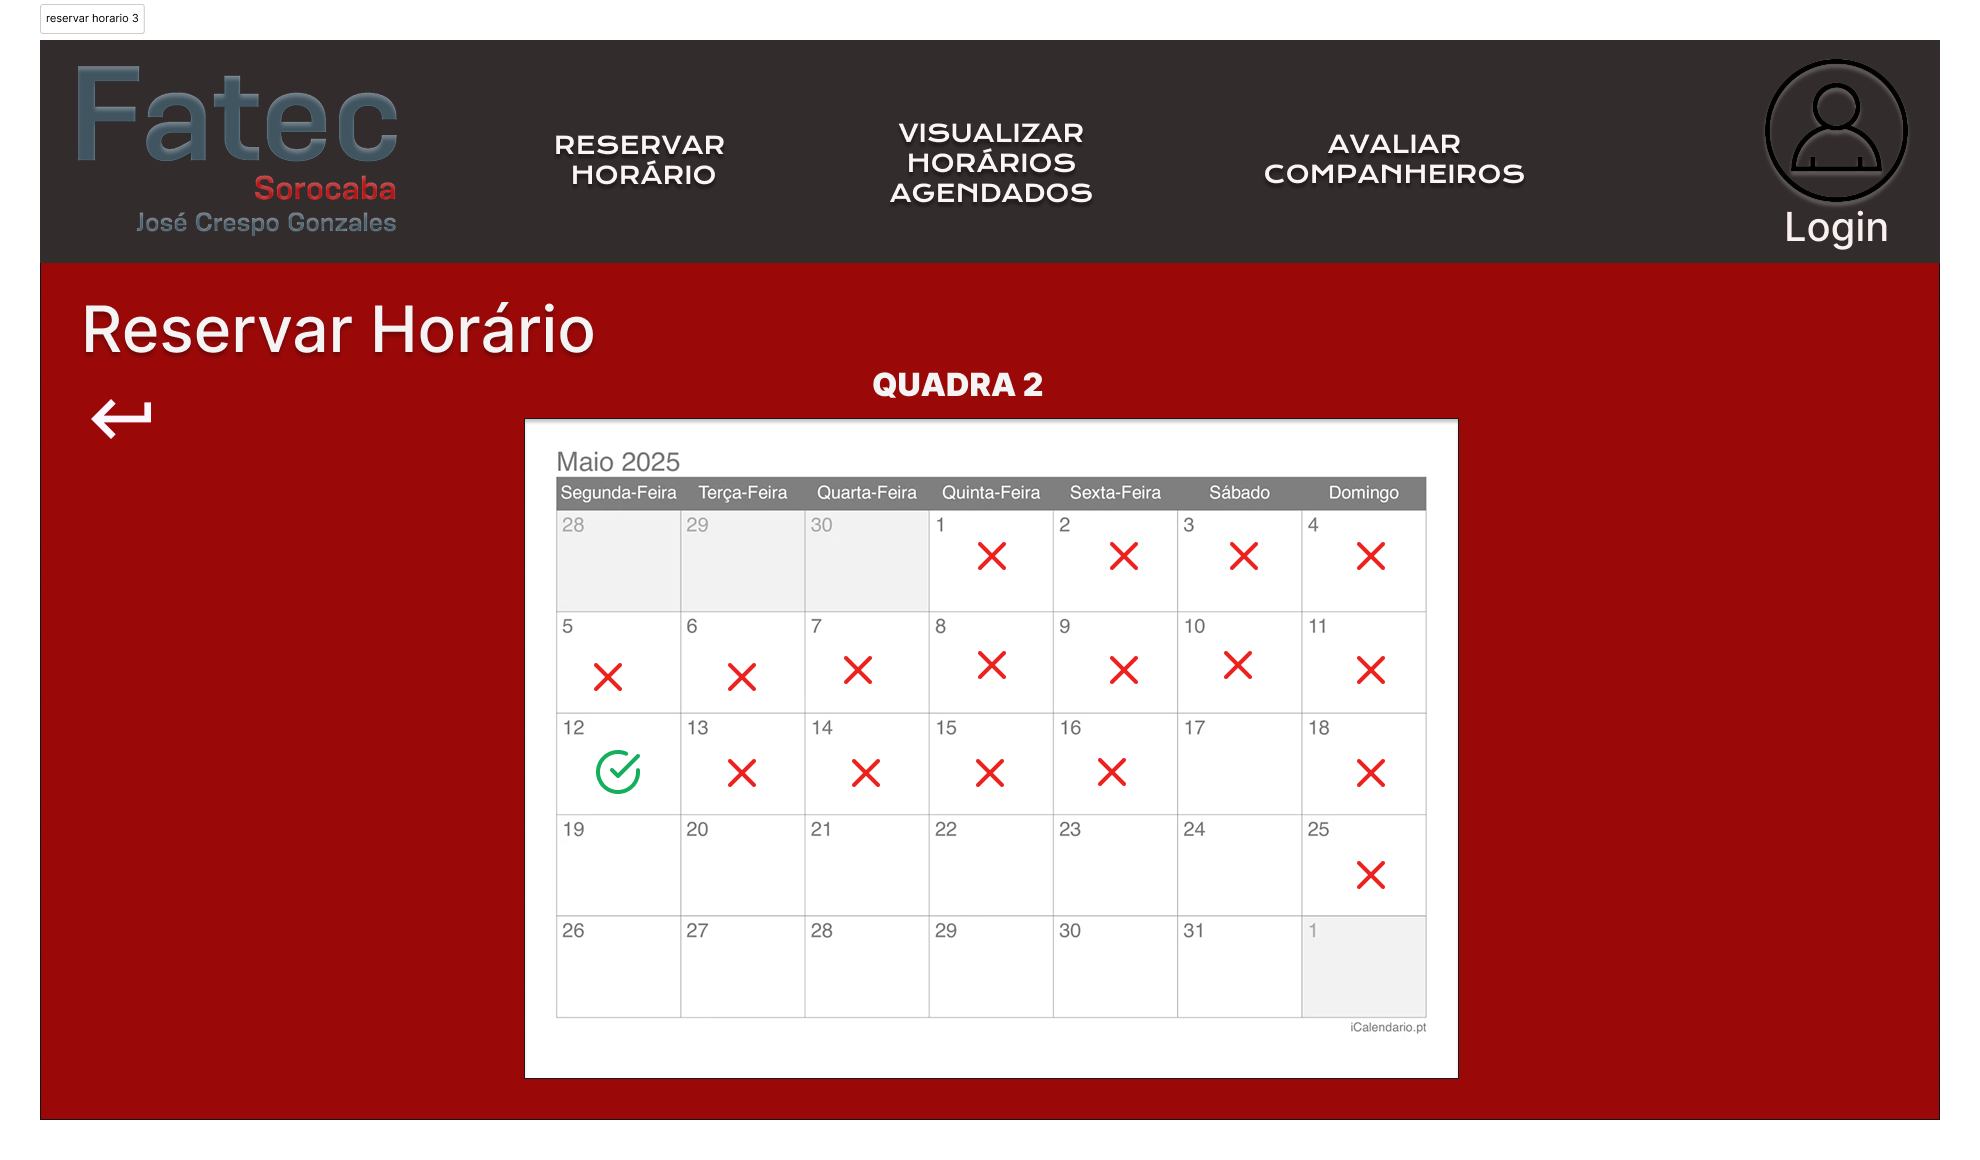 reservar horario 3
Fatec
Sorocaba
José Crespo Gonzales
RESERVAR
HORÁRIO
VISUALIZAR
HORÁRIOS
AGENDADOS
AVALIAR
COMPANHEIROS
Login
Reservar Horário
QUADRA 2
Maio 2025
Segunda-Feira Terça-Feira Quarta-Feira Quinta-Feira Sexta-Feira Sábado Domingo
28 29 30 1 2 3 4
5 6 7 8 9 10 11
12 13 14 15 16 17 18
19 20 21 22 23 24 25
26 27 28 29 30 31 1
iCalendario.pt